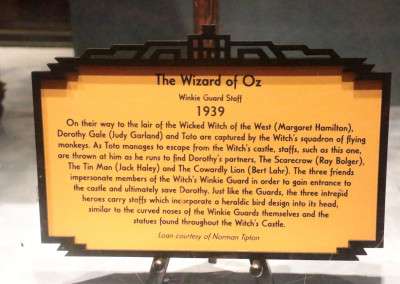 The Wizard of Oz
Winkie Guard Staff
1939
On their way to the lair of the Wicked Witch of the West (Margaret Hamilton),
Dorothy Gale (Judy Garland) and Toto are captured by the Witch's squadron of flying
monkeys. As Toto manages to escape from the Witch's castle, staffs, such as this one,
are thrown at him as he runs to find Dorothy's partners, The Scarecrow (Ray Bolger),
The Tin Man (Jack Haley) and The Cowardly Lion (Bert Lahr). The three friends
impersonate members of the Witch's Winkie Guard in order to gain entrance to
the castle and ultimately save Dorothy. Just like the Guards, the three intrepid
heroes carry staffs which incorporate a heraldic bird design into its head,
similar to the curved noses of the Winkie Guards themselves and the
statues found throughout the Witch's Castle.
Loan courtesy of Norman Tipton